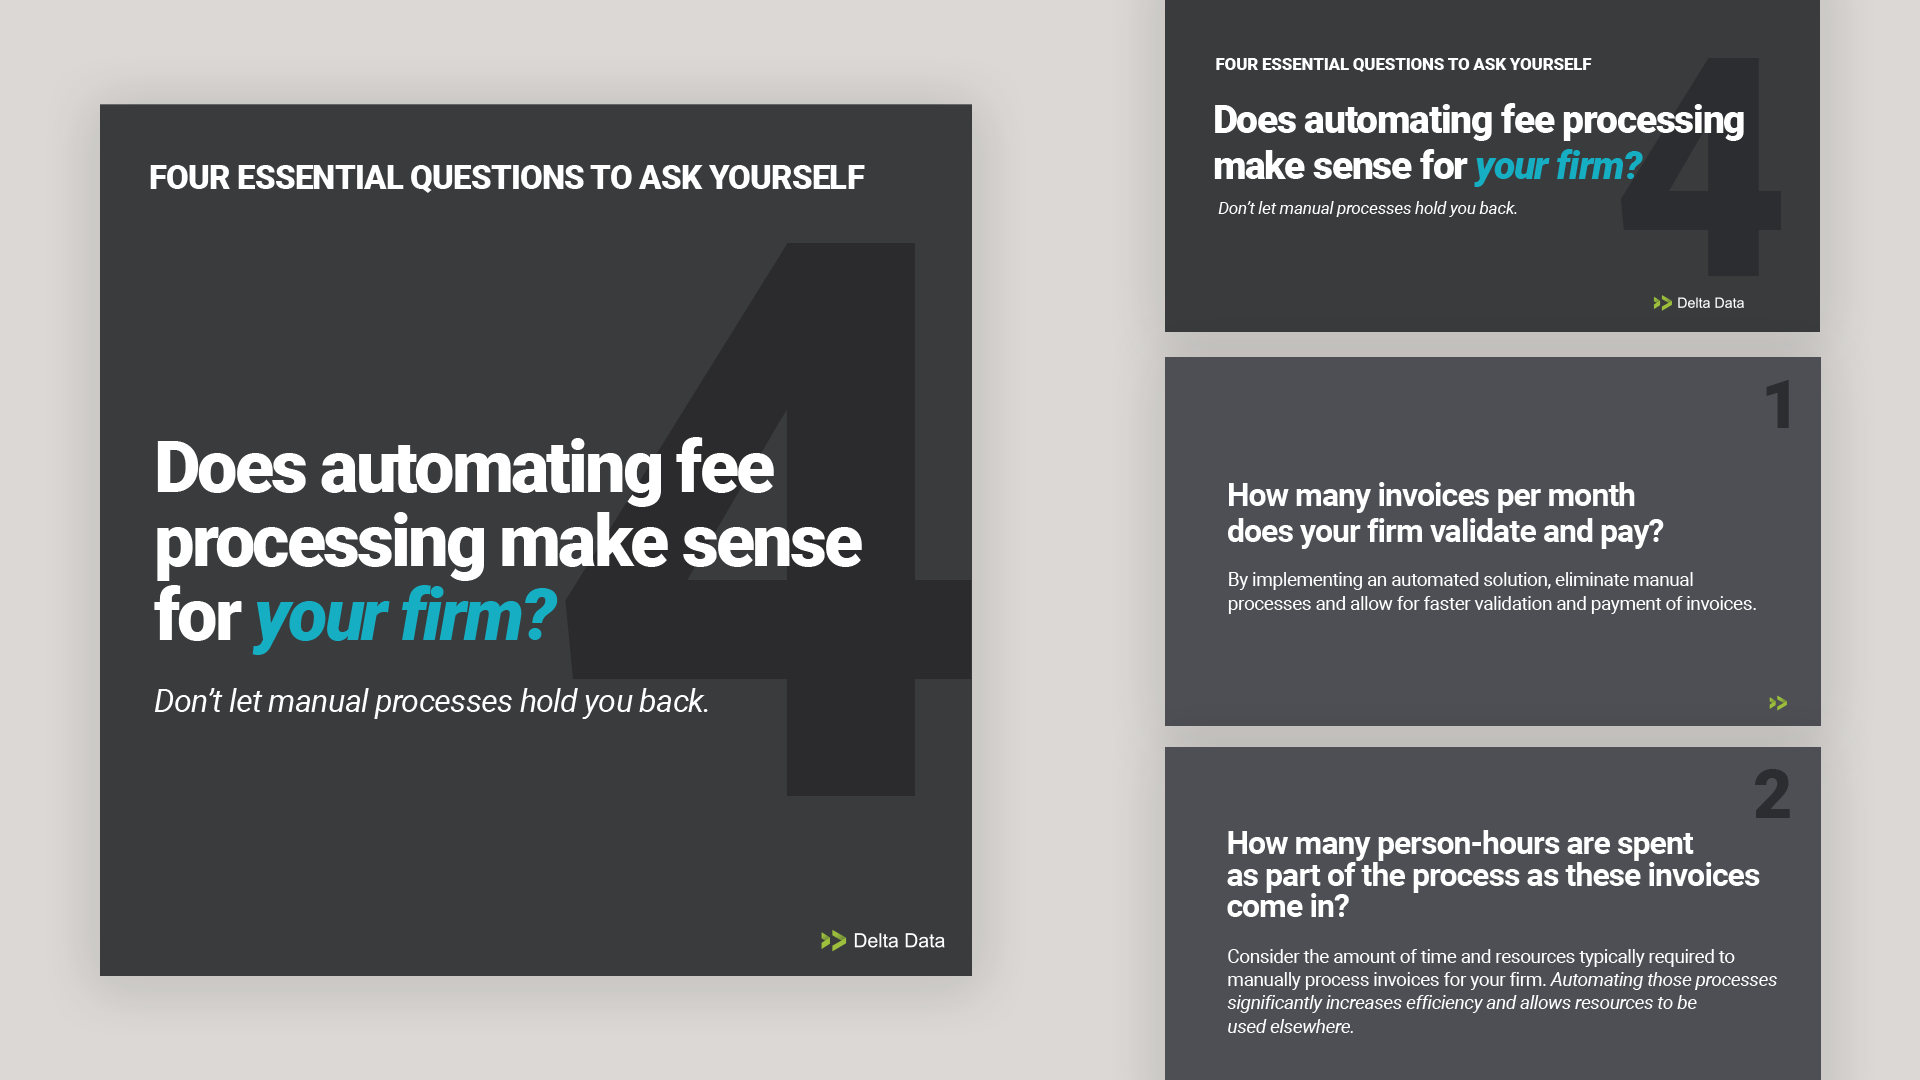 FOUR ESSENTIAL QUESTIONS TO ASK YOURSELF
4
Does automating fee
processing make sense
for your firm?
Don’t let manual processes hold you back.
Delta Data
FOUR ESSENTIAL QUESTIONS TO ASK YOURSELF
4
Does automating fee processing
make sense for your firm?
Don’t let manual processes hold you back.
Delta Data
1
How many invoices per month
does your firm validate and pay?
By implementing an automated solution, eliminate manual
processes and allow for faster validation and payment of invoices.
2
How many person-hours are spent
as part of the process as these invoices
come in?
Consider the amount of time and resources typically required to
manually process invoices for your firm. Automating those processes
significantly increases efficiency and allows resources to be
used elsewhere.